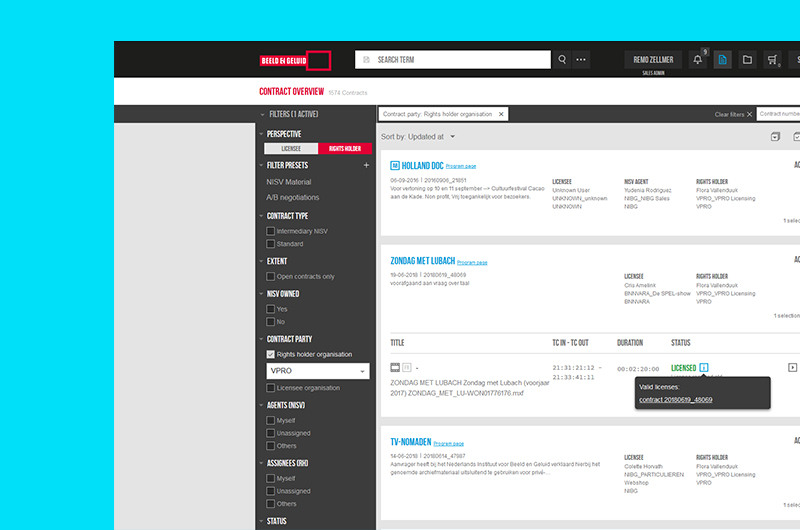 BEELD EN GELUID
SEARCH TERM
REMO ZELLMER
9
SALES ADMIN
CONTRACT OVERVIEW 1574 Contracts
FILTERS (1 ACTIVE)
PERSPECTIVE
LICENSEE RIGHTS HOLDER
FILTER PRESETS +
NISV Material
A/B negotiations
CONTRACT TYPE
Intermediary NISV
Standard
EXTENT
Open contracts only
NISV OWNED
Yes
No
CONTRACT PARTY
Rights holder organisation
VPRO
Licensee organisation
AGENTS (NISV)
Myself
Unassigned
Others
ASSIGNEES (RH)
Myself
Unassigned
Others
STATUS
Contract party: Rights holder organisation ×
Clear filters ×
Contract number
Sort by: Updated at
M HOLLAND DOC Program page
06-09-2016 | 20160906_21851
Voor vertoning op 10 en 11 september --> Cultuurfestival Cacao
aan de Kade. Non profit, Vrij toegankelijk voor bezoekers.
LICENSEE
Unknown User
UNKNOWN_unknown
UNKNOWN
NISV AGENT
Yudenia Rodriguez
NIBG_NIBG Sales
NIBG
RIGHTS HOLDER
Flora Vallenduuk
VPRO_VPRO Licensing
VPRO
AC
1 selec
ZONDAG MET LUBACH Program page
19-06-2018 | 20180619_48069
voorafgaand aan vraag over taal
LICENSEE
Cris Amelink
BNNVARA_De SPEL-show
BNNVARA
RIGHTS HOLDER
Flora Vallenduuk
VPRO_VPRO Licensing
VPRO
AC
1 selection
TITLE TC IN - TC OUT DURATION STATUS
-
ZONDAG MET LUBACH Zondag met Lubach (voorjaar
2017) ZONDAG_MET_LU-WON01776176.mxf
21:31:21:12 -
21:33:41:11
00:02:20:00
LICENSED
Valid licenses:
contract 20180619_48069
TV-NOMADEN Program page
14-06-2018 | 20180614_47987
Aanvrager heeft bij het Nederlands Instituut voor Beeld en Geluid verklaard hierbij het
genoemde archiefmateriaal uitsluitend te gebruiken voor privé-...
LICENSEE
Colette Horvath
NIBG_PARTICULIEREN
Webshop
NIBG
RIGHTS HOLDER
Flora Vallenduuk
VPRO_VPRO Licensing
VPRO
AC
1 selec